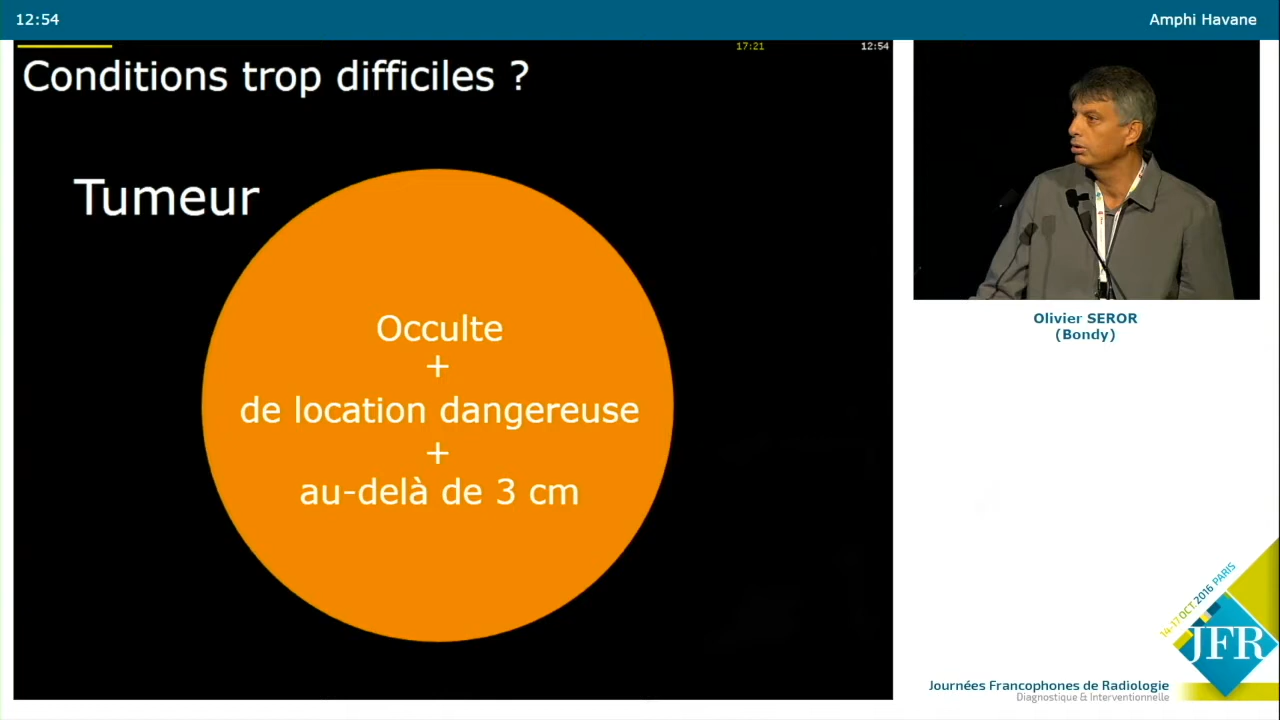 12:54
Amphi Havane
17:21
12:54
Conditions trop difficiles ?
Tumeur
Occulte
+
de location dangereuse
+
au-delà de 3 cm
Olivier SEROR
(Bondy)
14-17 OCT. 2016 PARIS
JFR
Journées Francophones de Radiologie
Diagnostique & Interventionnelle